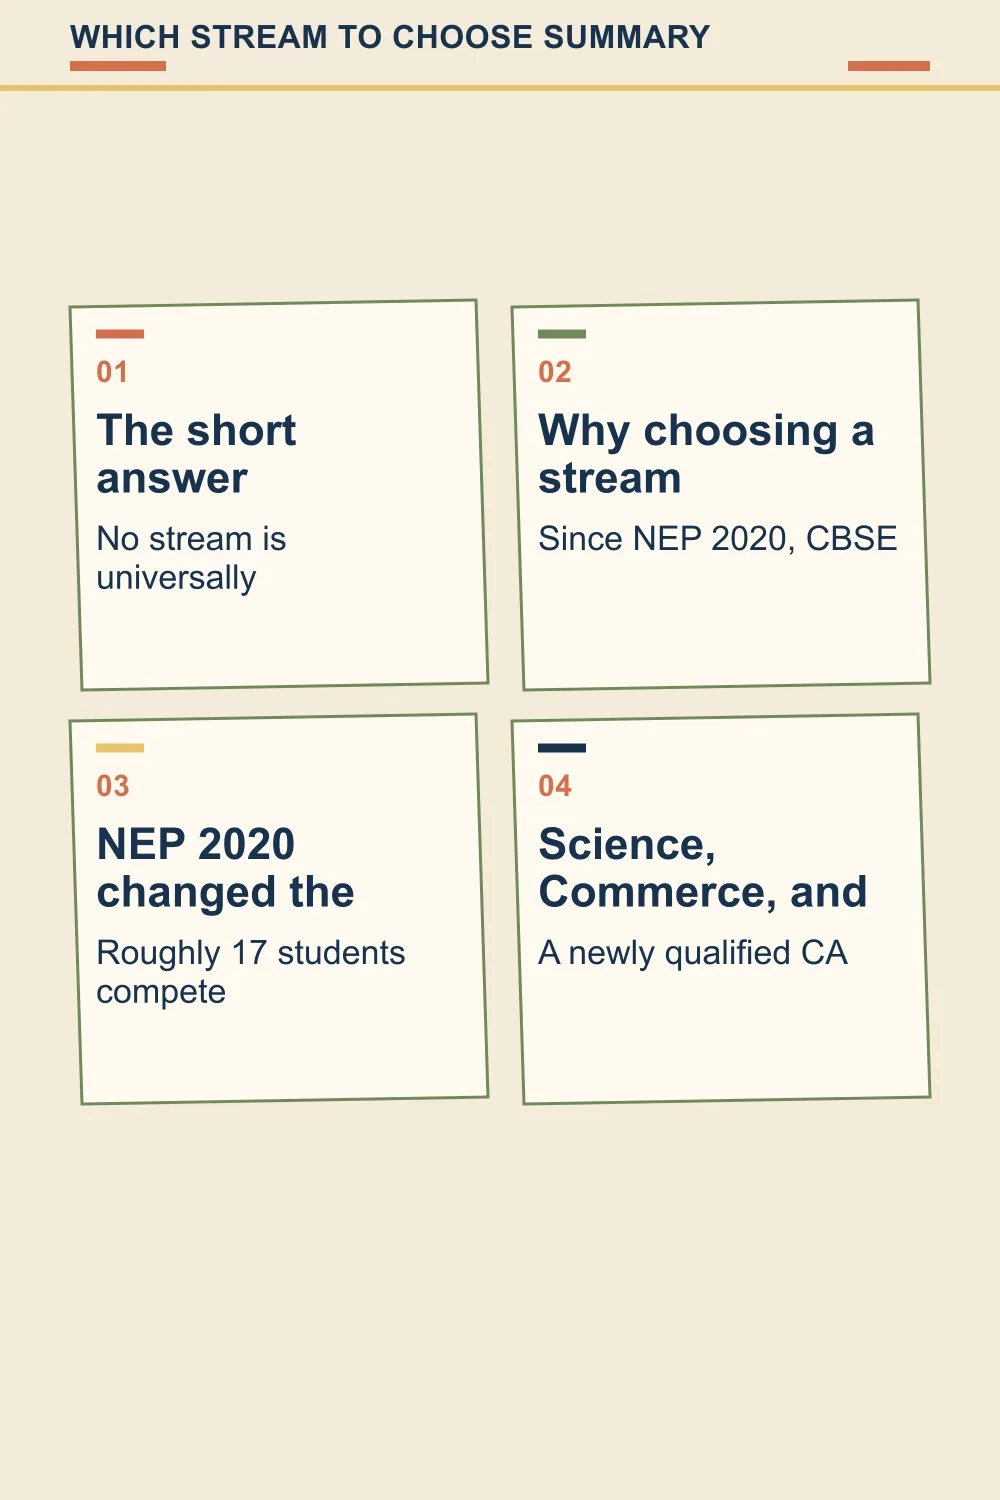 WHICH STREAM TO CHOOSE SUMMARY
01
The short
answer
No stream is
universally
02
Why choosing a
stream
Since NEP 2020, CBSE
03
NEP 2020
changed the
Roughly 17 students
compete
04
Science,
Commerce, and
A newly qualified CA